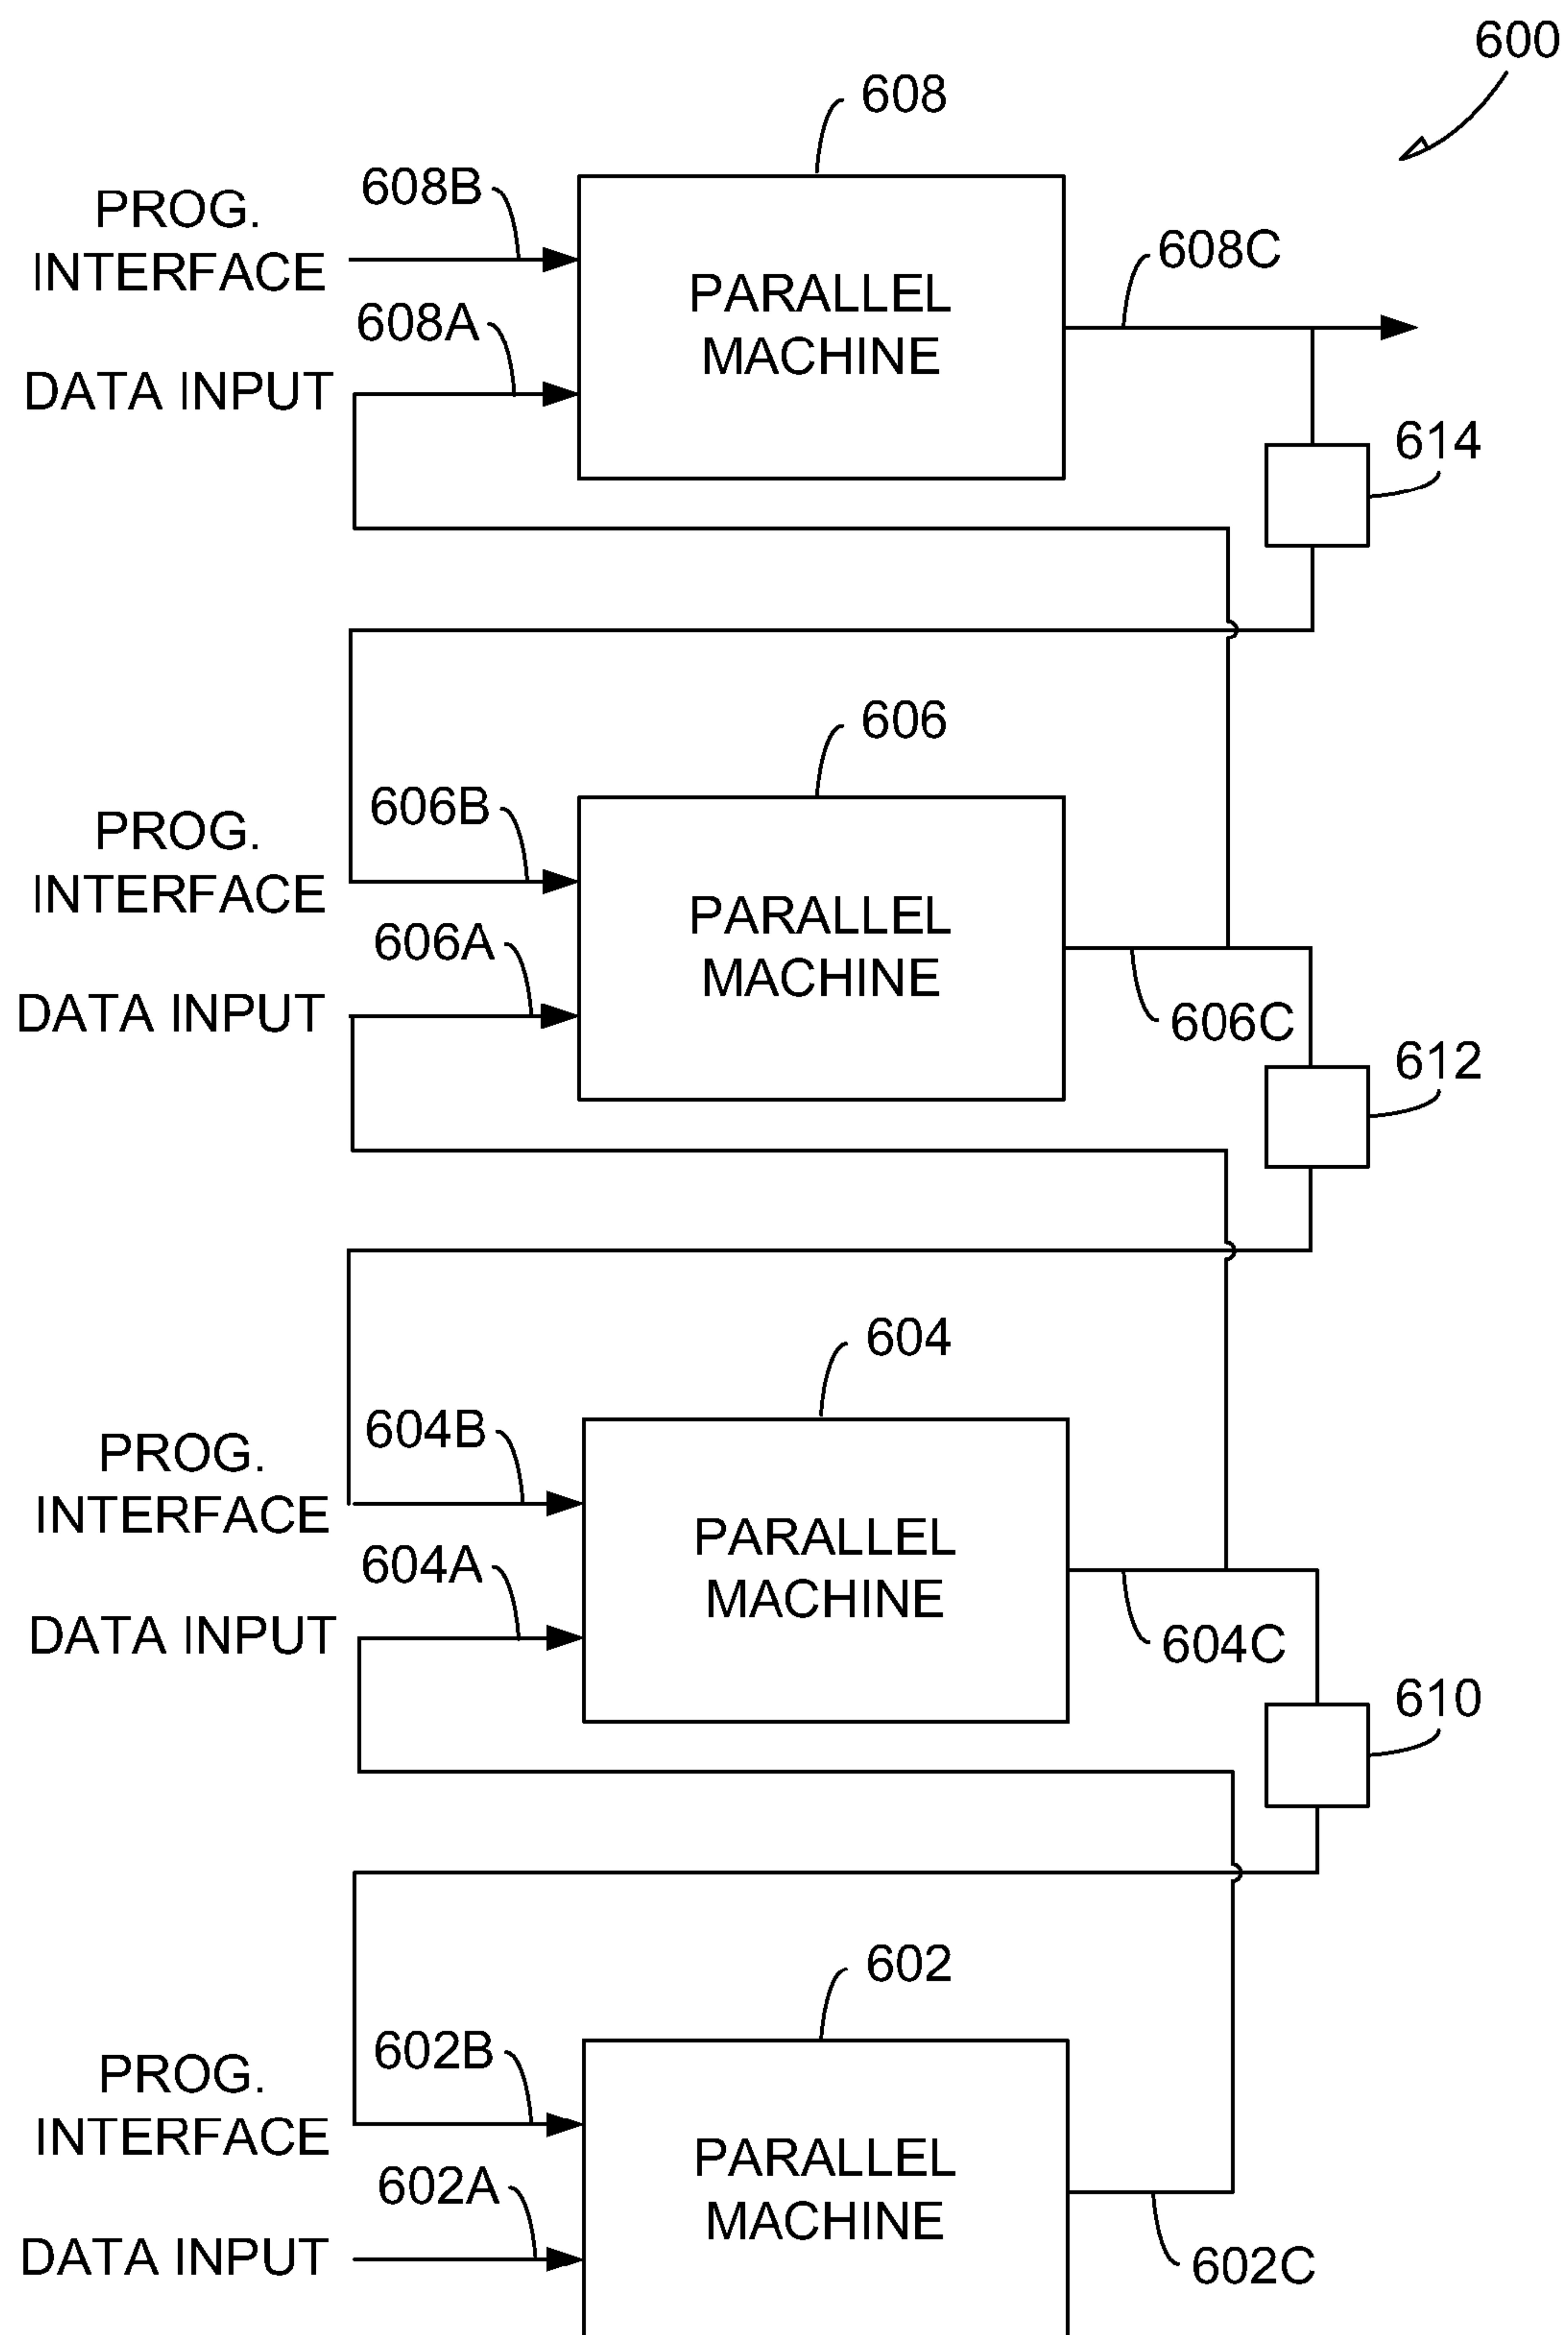 600
608
PROG.
INTERFACE
608B
608A
DATA INPUT
PARALLEL
MACHINE
608C
614
606
PROG.
INTERFACE
606B
606A
DATA INPUT
PARALLEL
MACHINE
606C
612
604
PROG.
INTERFACE
604B
604A
DATA INPUT
PARALLEL
MACHINE
604C
610
602
PROG.
INTERFACE
602B
602A
DATA INPUT
PARALLEL
MACHINE
602C